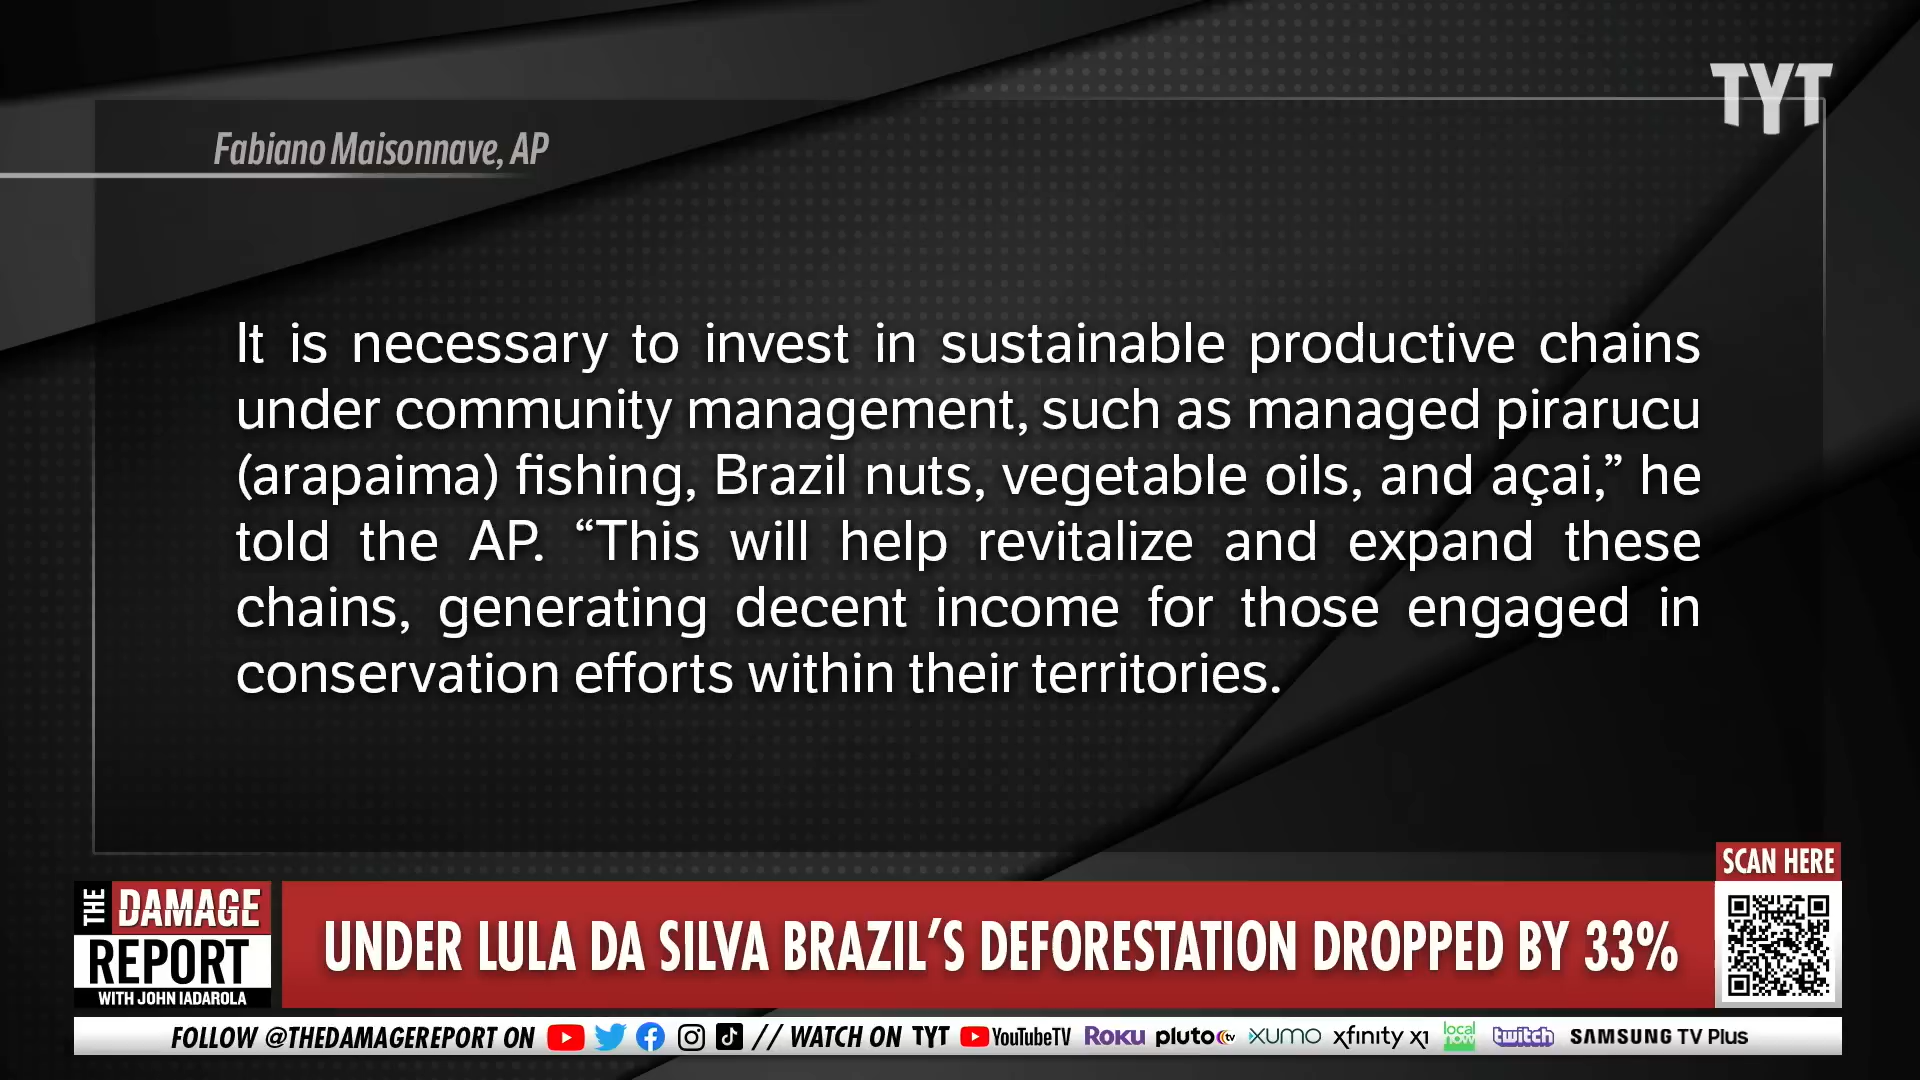 TYT
Fabiano Maisonnave, AP
It is necessary to invest in sustainable productive chains
under community management, such as managed pirarucu
(arapaima) fishing, Brazil nuts, vegetable oils, and açai,” he
told the AP. “This will help revitalize and expand these
chains, generating decent income for those engaged in
conservation efforts within their territories.
SCAN HERE
THE DAMAGE
REPORT
WITH JOHN IADAROLA
UNDER LULA DA SILVA BRAZIL’S DEFORESTATION DROPPED BY 33%
FOLLOW @THEDAMAGEREPORT ON // WATCH ON TYT YouTubeTV ROKU pluto tv XUMO xfinity x1 local now twitch SAMSUNG TV Plus